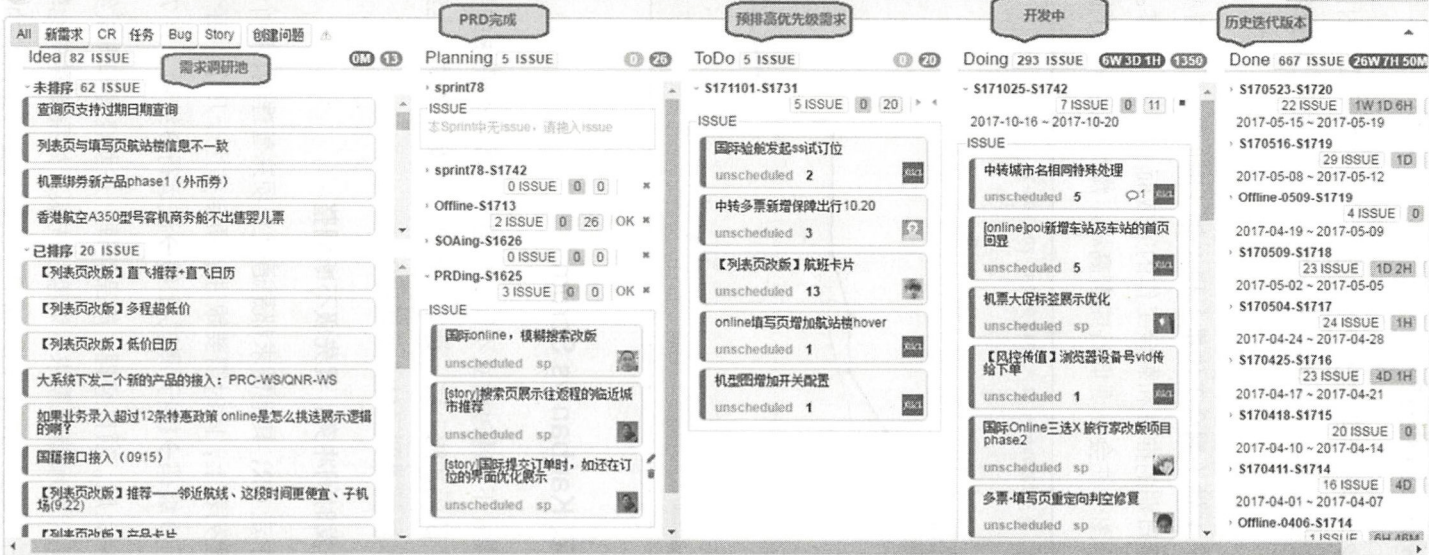 PRD完成
预排高优先级需求
开发中
历史迭代版本
All 新需求 CR 任务 Bug Story 创建问题
需求调研池
Idea 82 ISSUE 0M 13
未排序 62 ISSUE
查询页支持过期日期查询
列表页与填写页航站楼信息不一致
机票绑券新产品phase1（外币券）
香港航空A350型号客机商务舱不出售婴儿票
已排序 20 ISSUE
【列表页改版】直飞推荐+直飞日历
【列表页改版】多程超低价
【列表页改版】低价日历
大系统下发二个新的产品的接入：PRC-WS/QNR-WS
如果业务录入超过12条特惠政策 online是怎么挑选展示逻辑
的啊？
国籍接口接入（0915）
【列表页改版】推荐——邻近航线、这段时间更便宜、子机
场(9.22)
【列表页改版】产品卡片
Planning 5 ISSUE 0 26
sprint78
ISSUE
本Sprint中无issue，请拖入issue
sprint78-S1742
0 ISSUE 0 0
Offline-S1713
2 ISSUE 0 26 OK
SOAing-S1626
0 ISSUE 0 0
PRDing-S1625
3 ISSUE 0 0 OK
ISSUE
国际online，模糊搜索改版
unscheduled sp
[story]搜索页展示往返程的临近城
市推荐
unscheduled sp
[story]国际提交订单时，如还在订
位的界面优化展示
unscheduled sp
ToDo 5 ISSUE 0 20
S171101-S1731
5 ISSUE 0 20
ISSUE
国际验舱发起ss试订位
unscheduled 2
中转多票新增保障出行10.20
unscheduled 3
【列表页改版】航班卡片
unscheduled 13
online填写页增加航站楼hover
unscheduled 1
机型图增加开关配置
unscheduled 1
Doing 293 ISSUE 6W 3D 1H 1350
S171025-S1742
7 ISSUE 0 11
2017-10-16 ~ 2017-10-20
ISSUE
中转城市名相同特殊处理
unscheduled 5 1
[online]poi新增车站及车站的首页
回显
unscheduled 5
机票大促标签展示优化
unscheduled sp
【风控传值】浏览器设备号vid传
给下单
unscheduled 1
国际Online三选X 旅行家改版项目
phase2
unscheduled sp
多票-填写页重定向判空修复
unscheduled sp
Done 667 ISSUE 26W 7H 50M
S170523-S1720
22 ISSUE 1W 1D 6H
2017-05-15 ~ 2017-05-19
S170516-S1719
29 ISSUE 1D
2017-05-08 ~ 2017-05-12
Offline-0509-S1719
4 ISSUE 0
2017-04-19 ~ 2017-05-09
S170509-S1718
23 ISSUE 1D 2H
2017-05-02 ~ 2017-05-05
S170504-S1717
24 ISSUE 1H
2017-04-24 ~ 2017-04-28
S170425-S1716
23 ISSUE 4D 1H
2017-04-17 ~ 2017-04-21
S170418-S1715
20 ISSUE 0
2017-04-10 ~ 2017-04-14
S170411-S1714
16 ISSUE 4D
2017-04-01 ~ 2017-04-07
Offline-0406-S1714
1 ISSUE 6H 46M